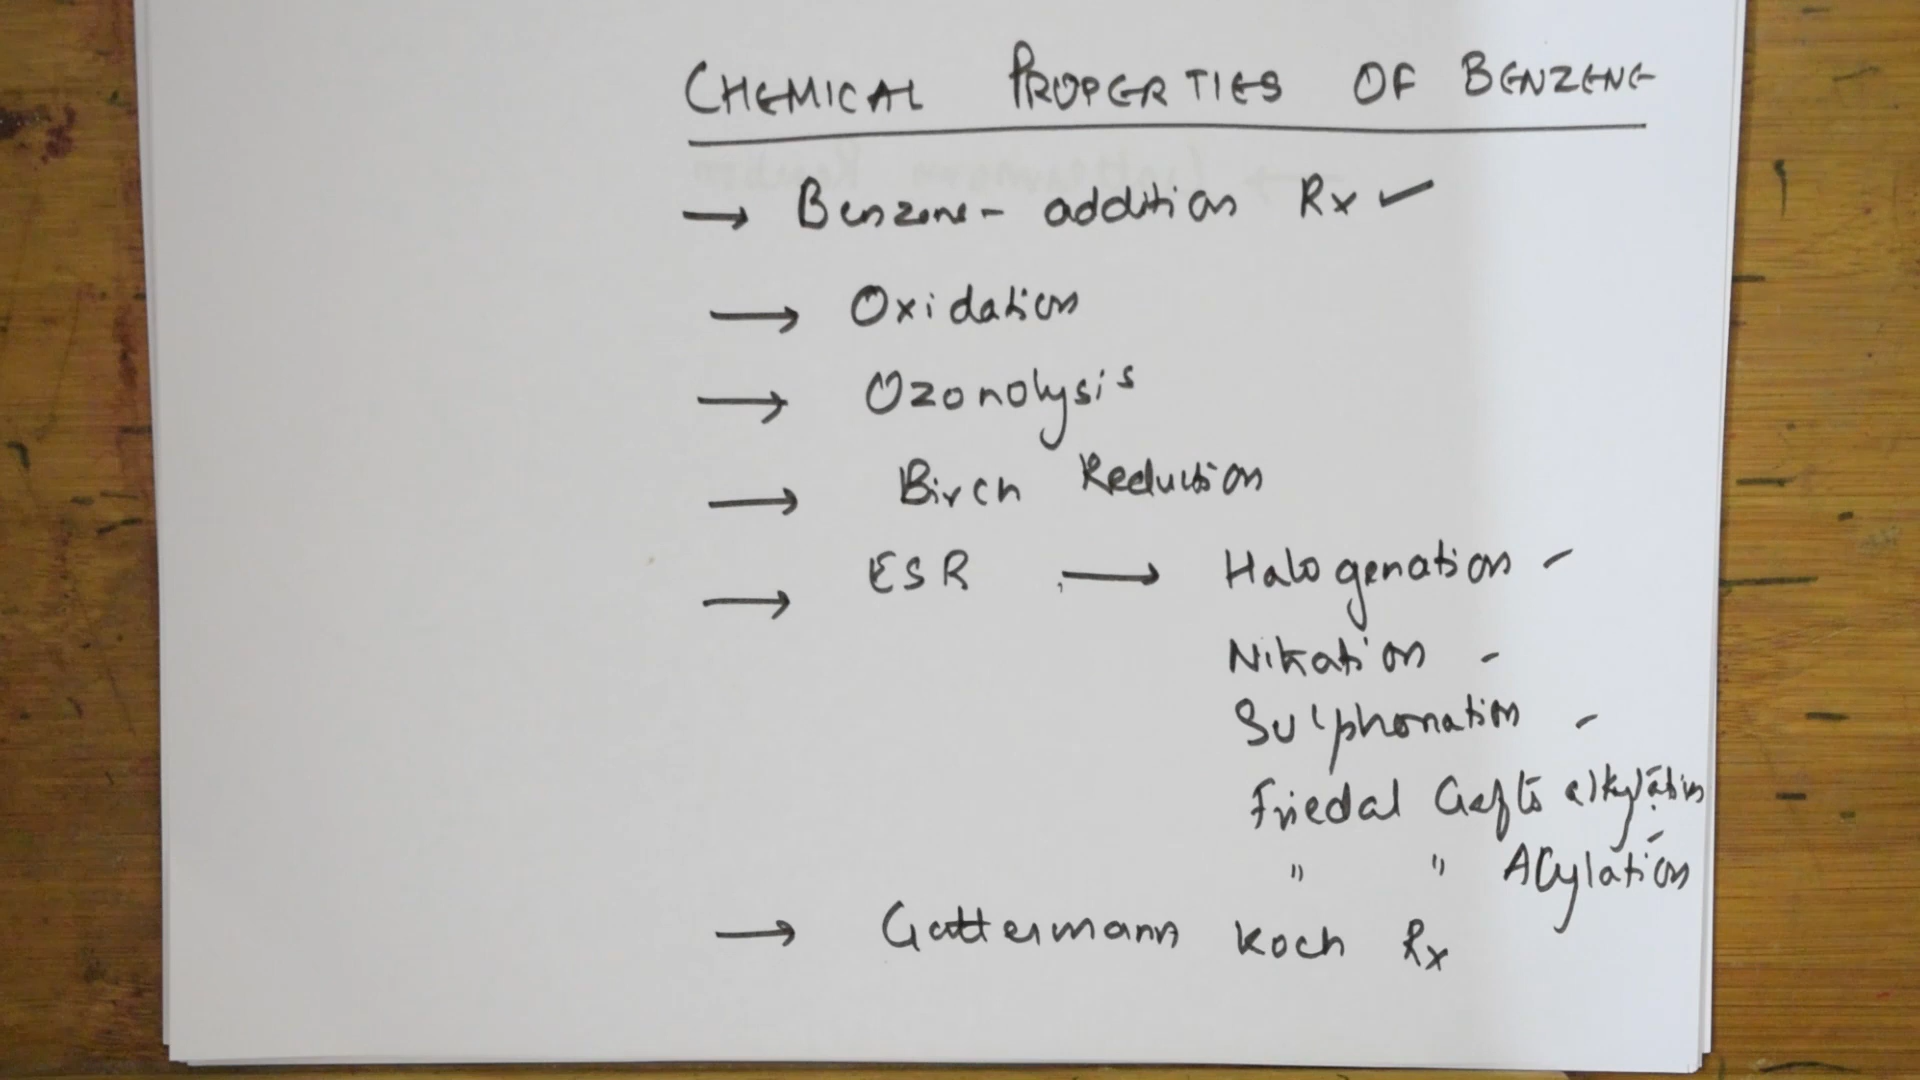 CHEMICAL PROPERTIES OF BENZENE
→ Benzene - addition Rx ✓
→ Oxidation
→ Ozonolysis
→ Birch Reduction
→ ESR → Halogenation -
Nitration -
Sulphonation -
Friedal Crafts alkylation -
" " Acylation
→ Gattermann Koch Rx